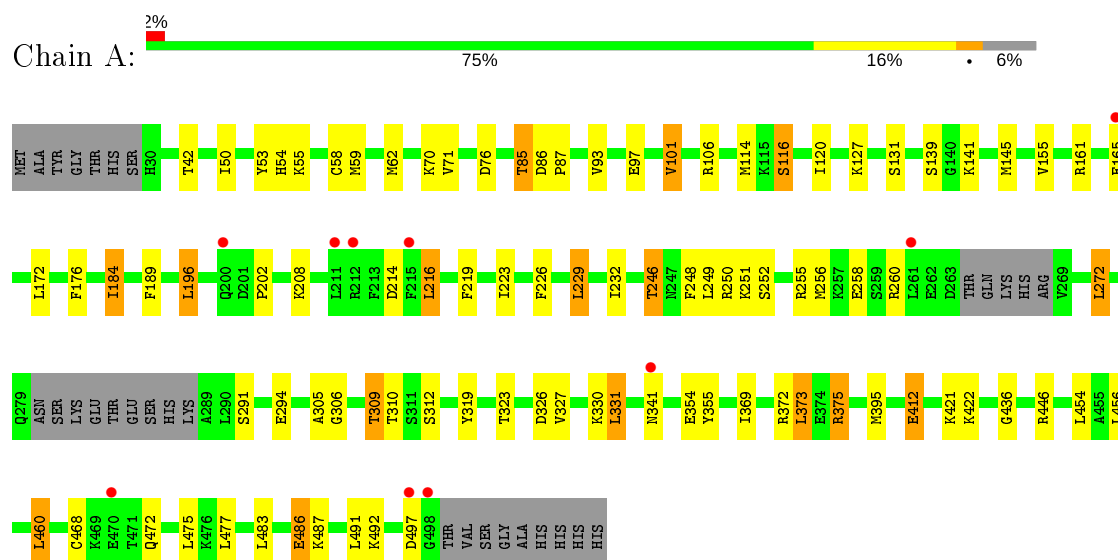 2%
Chain A:
75% 16% • 6%
MET ALA TYR GLY THR HIS SER H30 T42 I50 Y53 H54 K55 C58 M59 M62 K70 V71 D76 T85 D86 P87 V93 E97 V101 R106 M114 K115 S116 I120 K127 S131 S139 G140 K141 M145 V155 R161 E165
L172 F176 I184 F189 L196 Q200 D201 P202 K208 L211 R212 F213 D214 F215 L216 F219 I223 F226 L229 I232 T246 N247 F248 L249 R250 K251 S252 R255 M256 K257 E258 S259 R260 L261 E262 D263 THR GLN LYS HIS ARG V269 L272
Q279 ASN SER LYS GLU THR GLU SER HIS LYS A289 L290 S291 E294 A305 G306 T309 T310 S311 S312 Y319 T323 D326 V327 K330 L331 N341 E354 Y355 I369 R372 L373 E374 R375 M395 E412 K421 K422 G436 R446 L454 A455 L456
L460 C468 K469 E470 T471 Q472 L475 K476 L477 L483 E486 K487 L491 K492 D497 G498 THR VAL SER GLY ALA HIS HIS HIS HIS